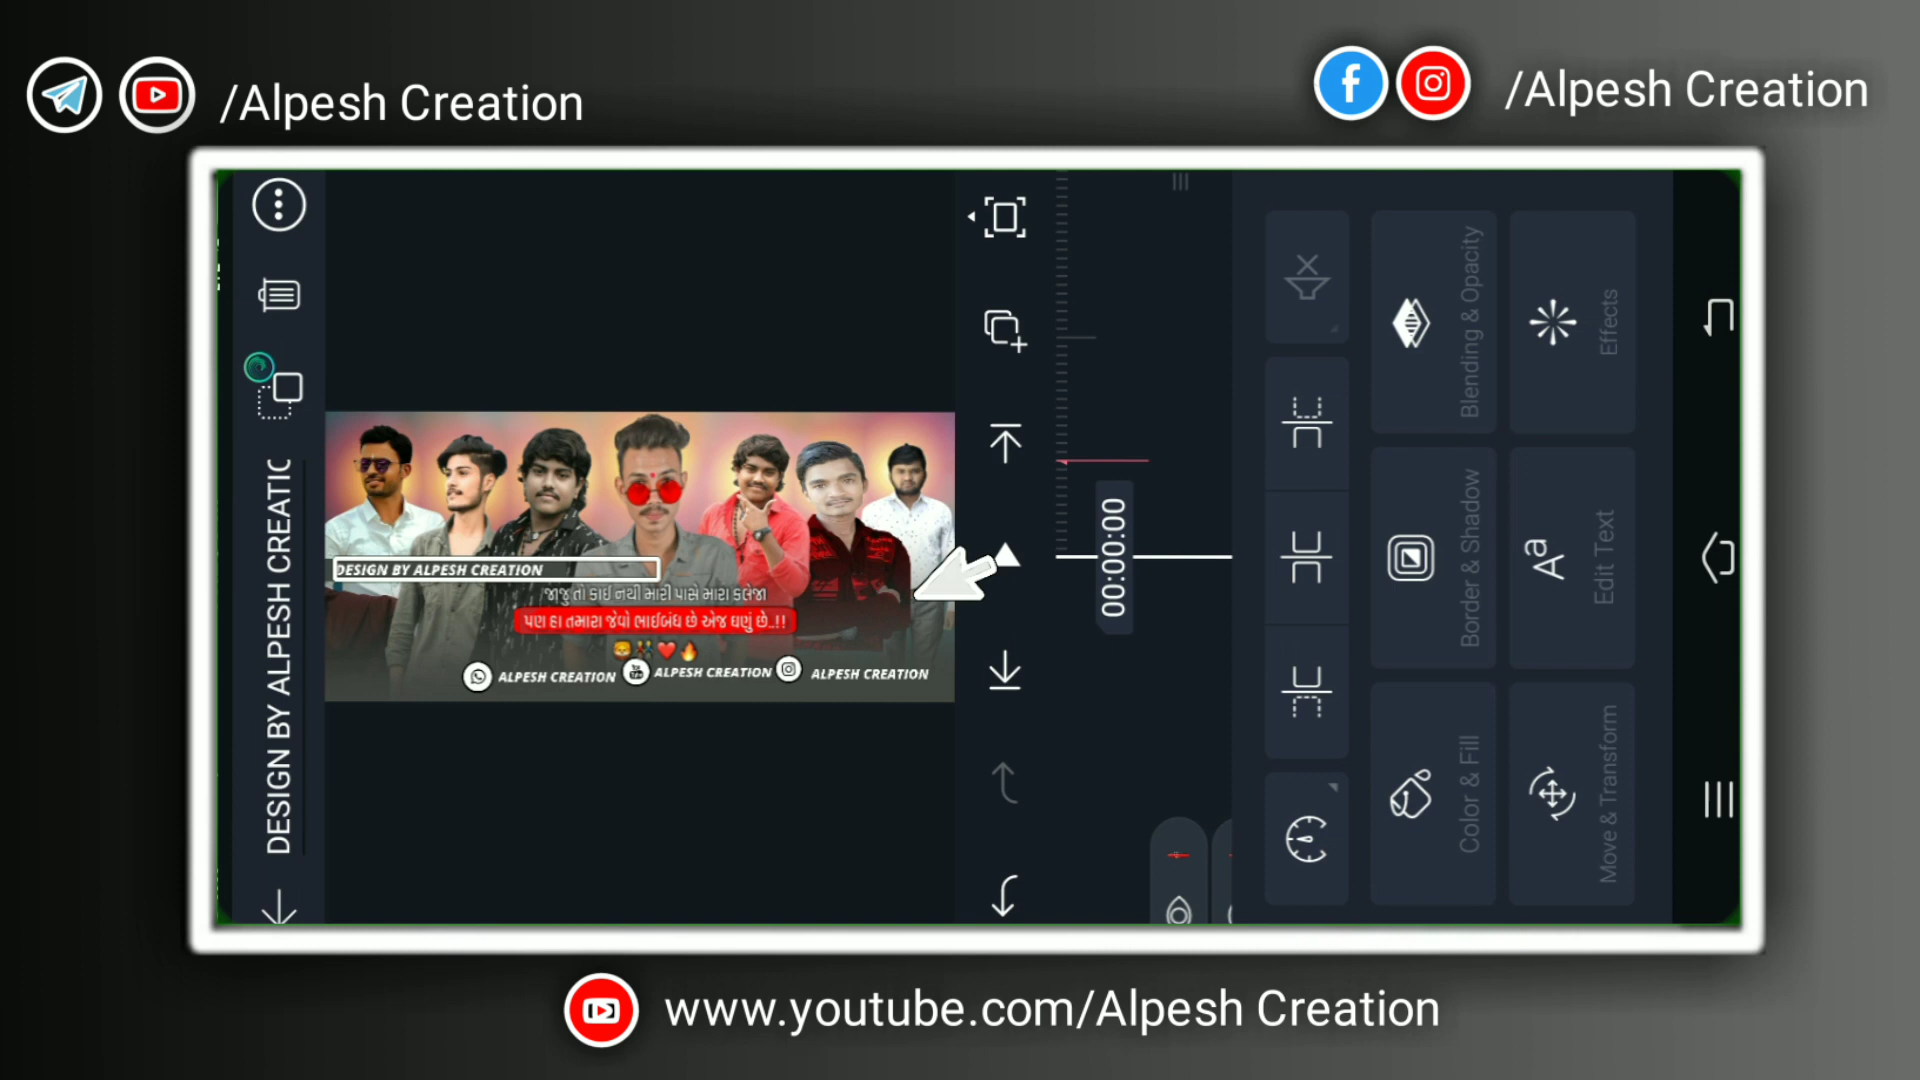 /Alpesh Creation
/Alpesh Creation
DESIGN BY ALPESH CREATIC
DESIGN BY ALPESH CREATION
જાજુ તો કાઈ નથી મારી પાસે મારા કલેજા
પણ હા તમારા જેવો ભાઈબંધ છે એજ ઘણું છે..!!
ALPESH CREATION
ALPESH CREATION
ALPESH CREATION
00:00:00
Blending & Opacity
Effects
Border & Shadow
Edit Text
Color & Fill
Move & Transform
www.youtube.com/Alpesh Creation